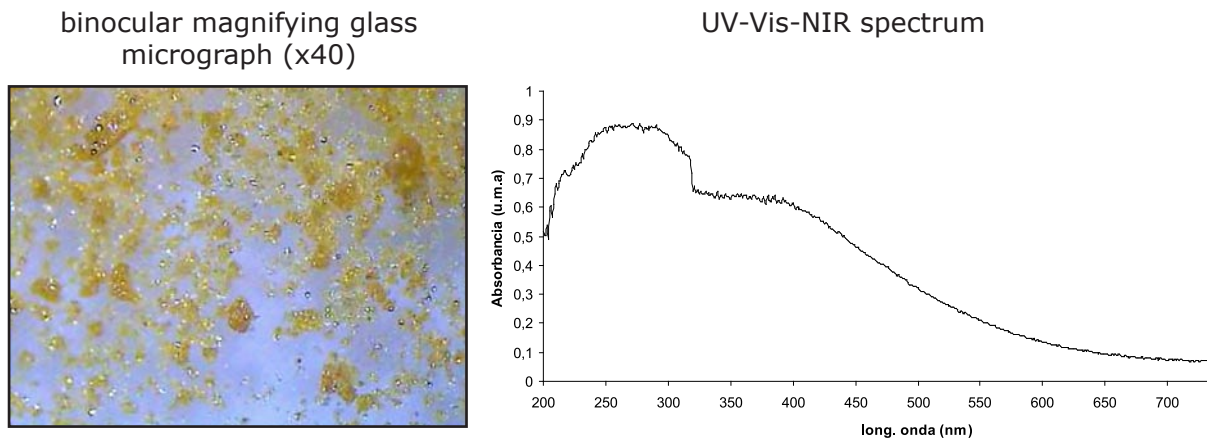 binocular magnifying glass
micrograph (x40)
UV-Vis-NIR spectrum
1
0,9
0,8
0,7
0,6
0,5
0,4
0,3
0,2
0,1
0
Absorbancia (u.m.a)
200 250 300 350 400 450 500 550 600 650 700
long. onda (nm)